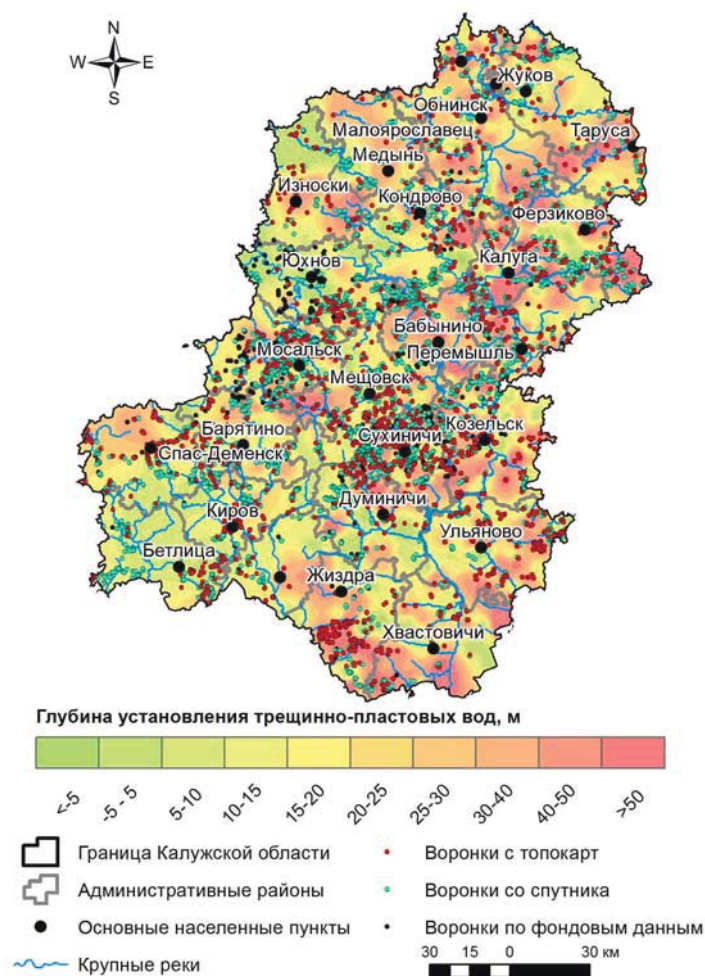 N
W E
S
Жуков
Обнинск
Малоярославец
Таруса
Медынь
Износки
Кондрово
Ферзиково
Юхнов
Калуга
Бабынино
Мосальск
Перемышль
Мещовск
Барятино
Козельск
Сухиничи
Спас-Деменск
Думиничи
Киров
Ульяново
Бетлица
Жиздра
Хвастовичи
Глубина установления трещинно-пластовых вод, м
<-5 -5 - 5 5-10 10-15 15-20 20-25 25-30 30-40 40-50 >50
Граница Калужской области
Воронки с топокарт
Административные районы
Воронки со спутника
Основные населенные пункты
Воронки по фондовым данным
Крупные реки
30 15 0 30 км